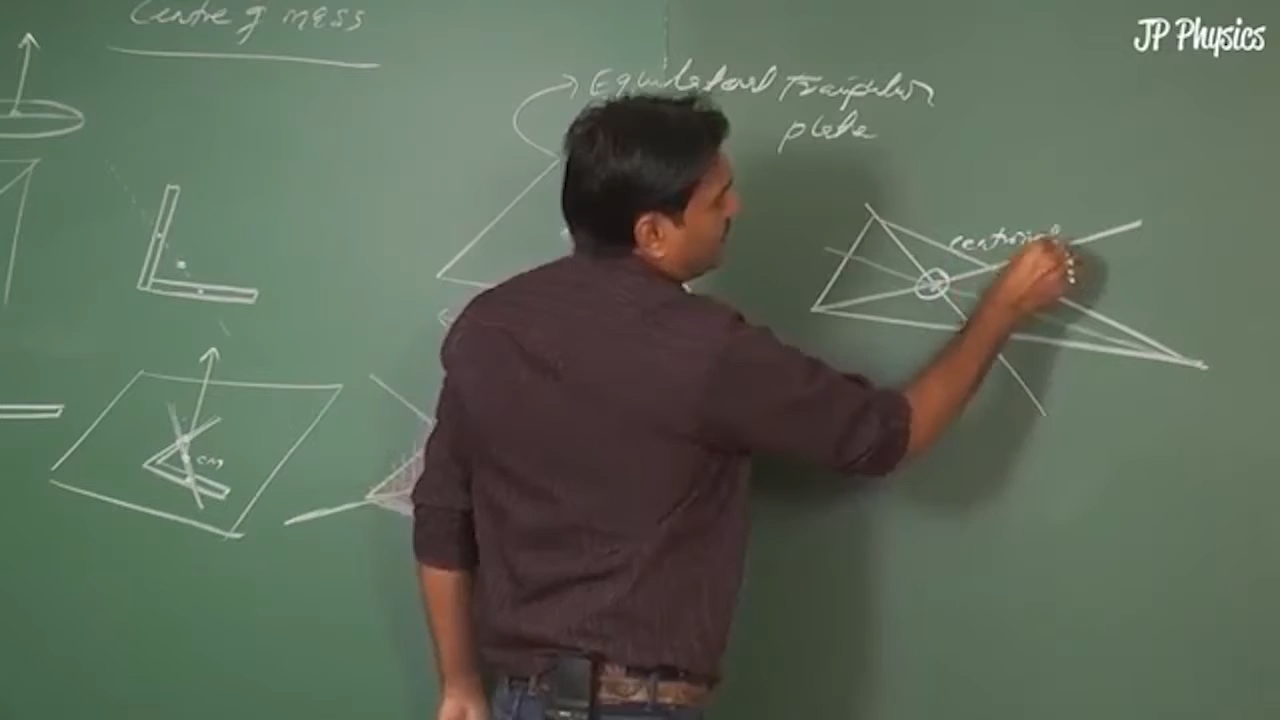 Centre of mass
JP Physics
Equilateral Triangular
plate
centroid
cm